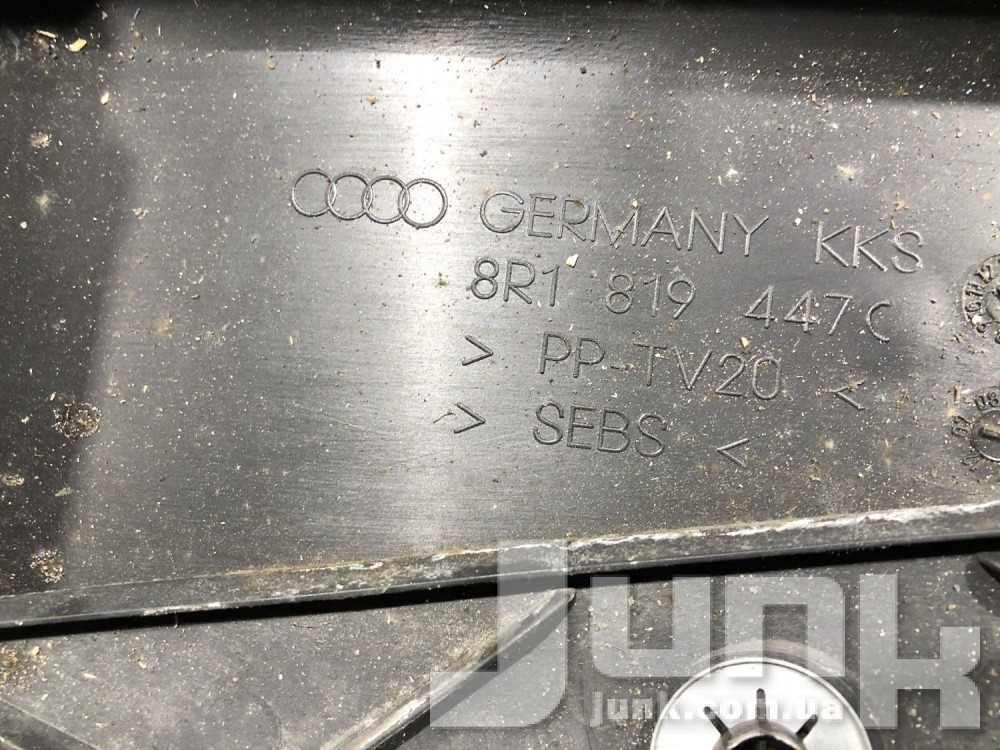 GERMANY KKS
8R1 819 447 C
> PP-TV20 <
> SEBS <
junk
junk.com.ua